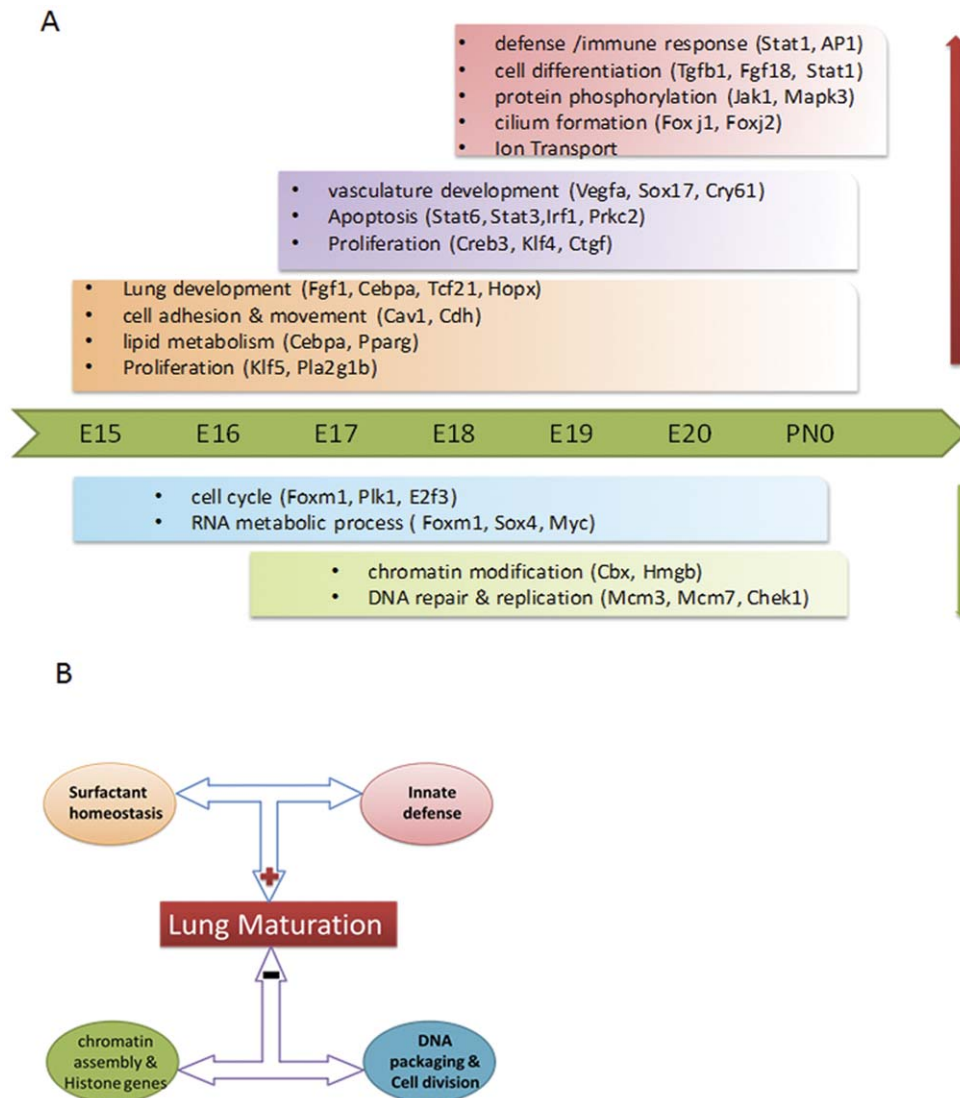 A
• defense /immune response (Stat1, AP1)
• cell differentiation (Tgfb1, Fgf18, Stat1)
• protein phosphorylation (Jak1, Mapk3)
• cilium formation (Fox j1, Foxj2)
• Ion Transport
• vasculature development (Vegfa, Sox17, Cry61)
• Apoptosis (Stat6, Stat3,Irf1, Prkc2)
• Proliferation (Creb3, Klf4, Ctgf)
• Lung development (Fgf1, Cebpa, Tcf21, Hopx)
• cell adhesion & movement (Cav1, Cdh)
• lipid metabolism (Cebpa, Pparg)
• Proliferation (Klf5, Pla2g1b)
E15 E16 E17 E18 E19 E20 PN0
• cell cycle (Foxm1, Plk1, E2f3)
• RNA metabolic process ( Foxm1, Sox4, Myc)
• chromatin modification (Cbx, Hmgb)
• DNA repair & replication (Mcm3, Mcm7, Chek1)
B
Surfactant
homeostasis
Innate
defense
+
Lung Maturation
-
chromatin
assembly &
Histone genes
DNA
packaging &
Cell division